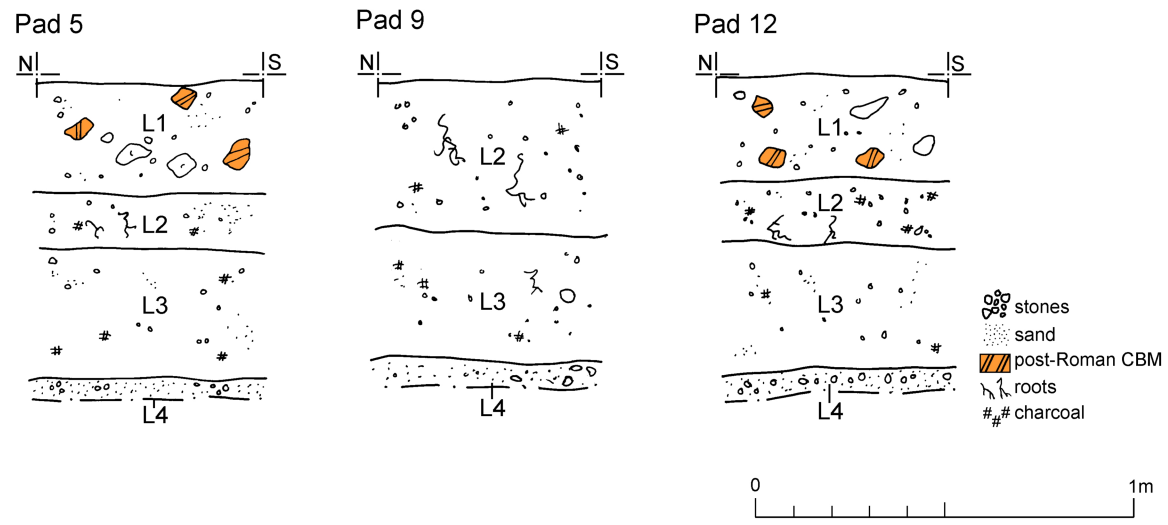 Pad 5
N
S
L1
L2
L3
L4
Pad 9
N
S
L2
L3
L4
Pad 12
N
S
L1
L2
L3
L4
stones
sand
post-Roman CBM
roots
charcoal
0 1m